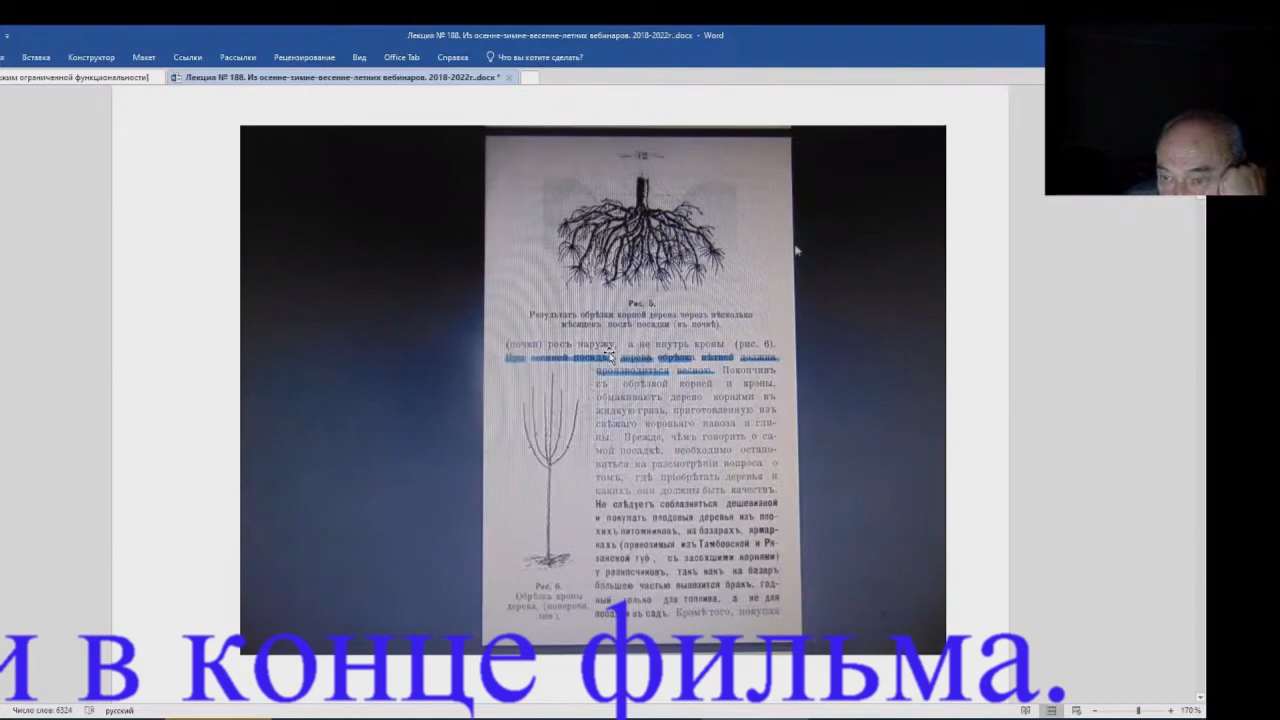 Лекция № 188. Из осенне-зимне-весенне-летних вебинаров. 2018-2022г..docx - Word
Вставка Конструктор Макет Ссылки Рассылки Рецензирование Вид Office Tab Справка Что вы хотите сделать?
жим ограниченной функциональности]
Лекция № 188. Из осенне-зимне-весенне-летних вебинаров. 2018-2022г..docx *
— 12 —
Рис. 5.
Результатъ обрѣзки корней дерева черезъ нѣсколько
мѣсяцевъ послѣ посадки (въ почвѣ).
(почки) росъ наружу, а не внутрь кроны (рис. 6).
При осенней посадкѣ дерева обрѣзка вѣтвей должна
производиться весною. Покончивъ
съ обрѣзкой корней и кроны,
обмакиваютъ дерево корнями въ
жидкую грязь, приготовленную изъ
свѣжаго коровьяго навоза и гли-
ны. Прежде, чѣмъ говорить о са-
мой посадкѣ, необходимо остано-
виться на разсмотрѣніи вопроса о
томъ, гдѣ пріобрѣтать деревья и
какихъ они должны быть качествъ.
Не слѣдуетъ соблазняться дешевизной
и покупать плодовыя деревья изъ пло-
хихъ питомниковъ, на базарахъ, ярмар-
кахъ (привозимыя изъ Тамбовской и Ря-
занской губ., съ засохшими корнями)
у разносчиковъ, такъ какъ на базаръ
большею частью вывозится бракъ, год-
ный только для топлива, а не для
въ садъ. Кромѣ того, покупая
Рис. 6.
Обрѣзка кроны
дерева,
и в конце фильма.
Число слов: 6324 русский 170 %